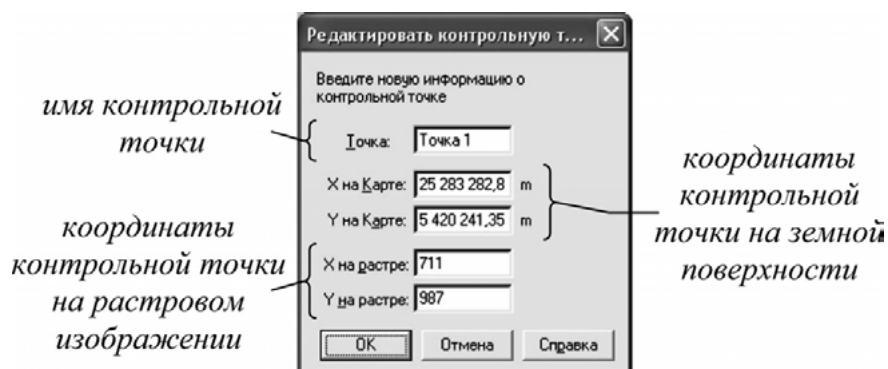 Редактировать контрольную т...
Введите новую информацию о
контрольной точке
имя контрольной
точки
Точка: Точка 1
X на Карте: 25 283 282,8 m
Y на Карте: 5 420 241,35 m
координаты
контрольной
точки на земной
поверхности
координаты
контрольной точки
на растровом
изображении
X на растре: 711
Y на растре: 987
OK Отмена Справка